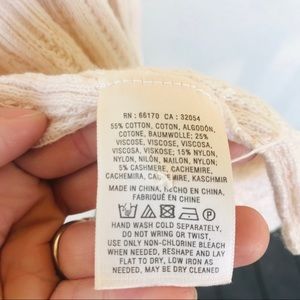 RN : 66170 CA : 32054
55% COTTON, COTON, ALGODÓN,
COTONE, BAUMWOLLE; 25%
VISCOSE, VISCOSE, VISCOSA,
VISCOSA, VISKOSE; 15% NYLON,
NYLON, NILÓN, NAILON, NYLON;
5% CASHMERE, CACHEMIRE,
CACHEMIRA, CACHEMIRE, KASCHMIR
MADE IN CHINA, HECHO EN CHINA,
FABRIQUÉ EN CHINE
HAND WASH COLD SEPARATELY,
DO NOT WRING OR TWIST,
USE ONLY NON-CHLORINE BLEACH
WHEN NEEDED, RESHAPE AND LAY
FLAT TO DRY, LOW IRON AS
NEEDED, MAY BE DRY CLEANED